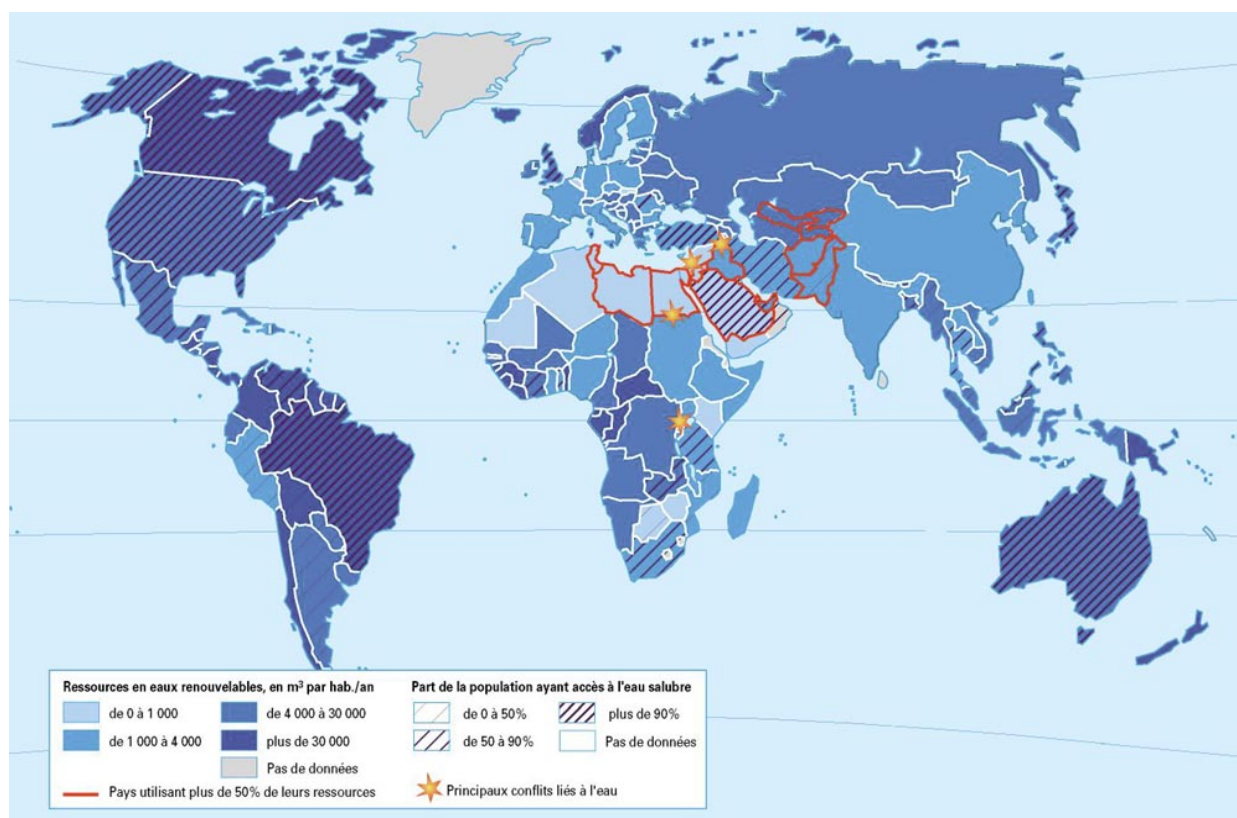 Ressources en eaux renouvelables, en m³ par hab./an
de 0 à 1 000
de 4 000 à 30 000
de 1 000 à 4 000
plus de 30 000
Pas de données
Pays utilisant plus de 50% de leurs ressources
Part de la population ayant accès à l'eau salubre
de 0 à 50%
plus de 90%
de 50 à 90%
Pas de données
Principaux conflits liés à l'eau